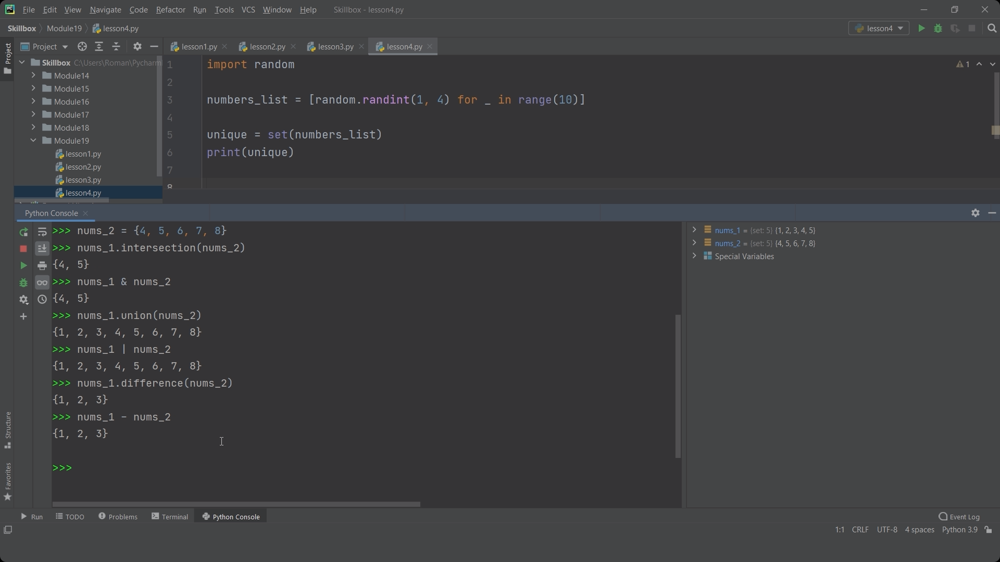 File Edit View Navigate Code Refactor Run Tools VCS Window Help Skillbox - lesson4.py
Skillbox Module19 lesson4.py lesson4
Project lesson1.py lesson2.py lesson3.py lesson4.py
Project
Skillbox C:\Users\Roman\Pycharm
Module14
Module15
Module16
Module17
Module18
Module19
lesson1.py
lesson2.py
lesson3.py
lesson4.py
1 import random
2
3 numbers_list = [random.randint(1, 4) for _ in range(10)]
4
5 unique = set(numbers_list)
6 print(unique)
7
8
1
Python Console
>>> nums_2 = {4, 5, 6, 7, 8}
>>> nums_1.intersection(nums_2)
{4, 5}
>>> nums_1 & nums_2
{4, 5}
>>> nums_1.union(nums_2)
{1, 2, 3, 4, 5, 6, 7, 8}
>>> nums_1 | nums_2
{1, 2, 3, 4, 5, 6, 7, 8}
>>> nums_1.difference(nums_2)
{1, 2, 3}
>>> nums_1 - nums_2
{1, 2, 3}
>>>
nums_1 = {set: 5} {1, 2, 3, 4, 5}
nums_2 = {set: 5} {4, 5, 6, 7, 8}
Special Variables
Structure
Favorites
Run TODO Problems Terminal Python Console Event Log
1:1 CRLF UTF-8 4 spaces Python 3.9